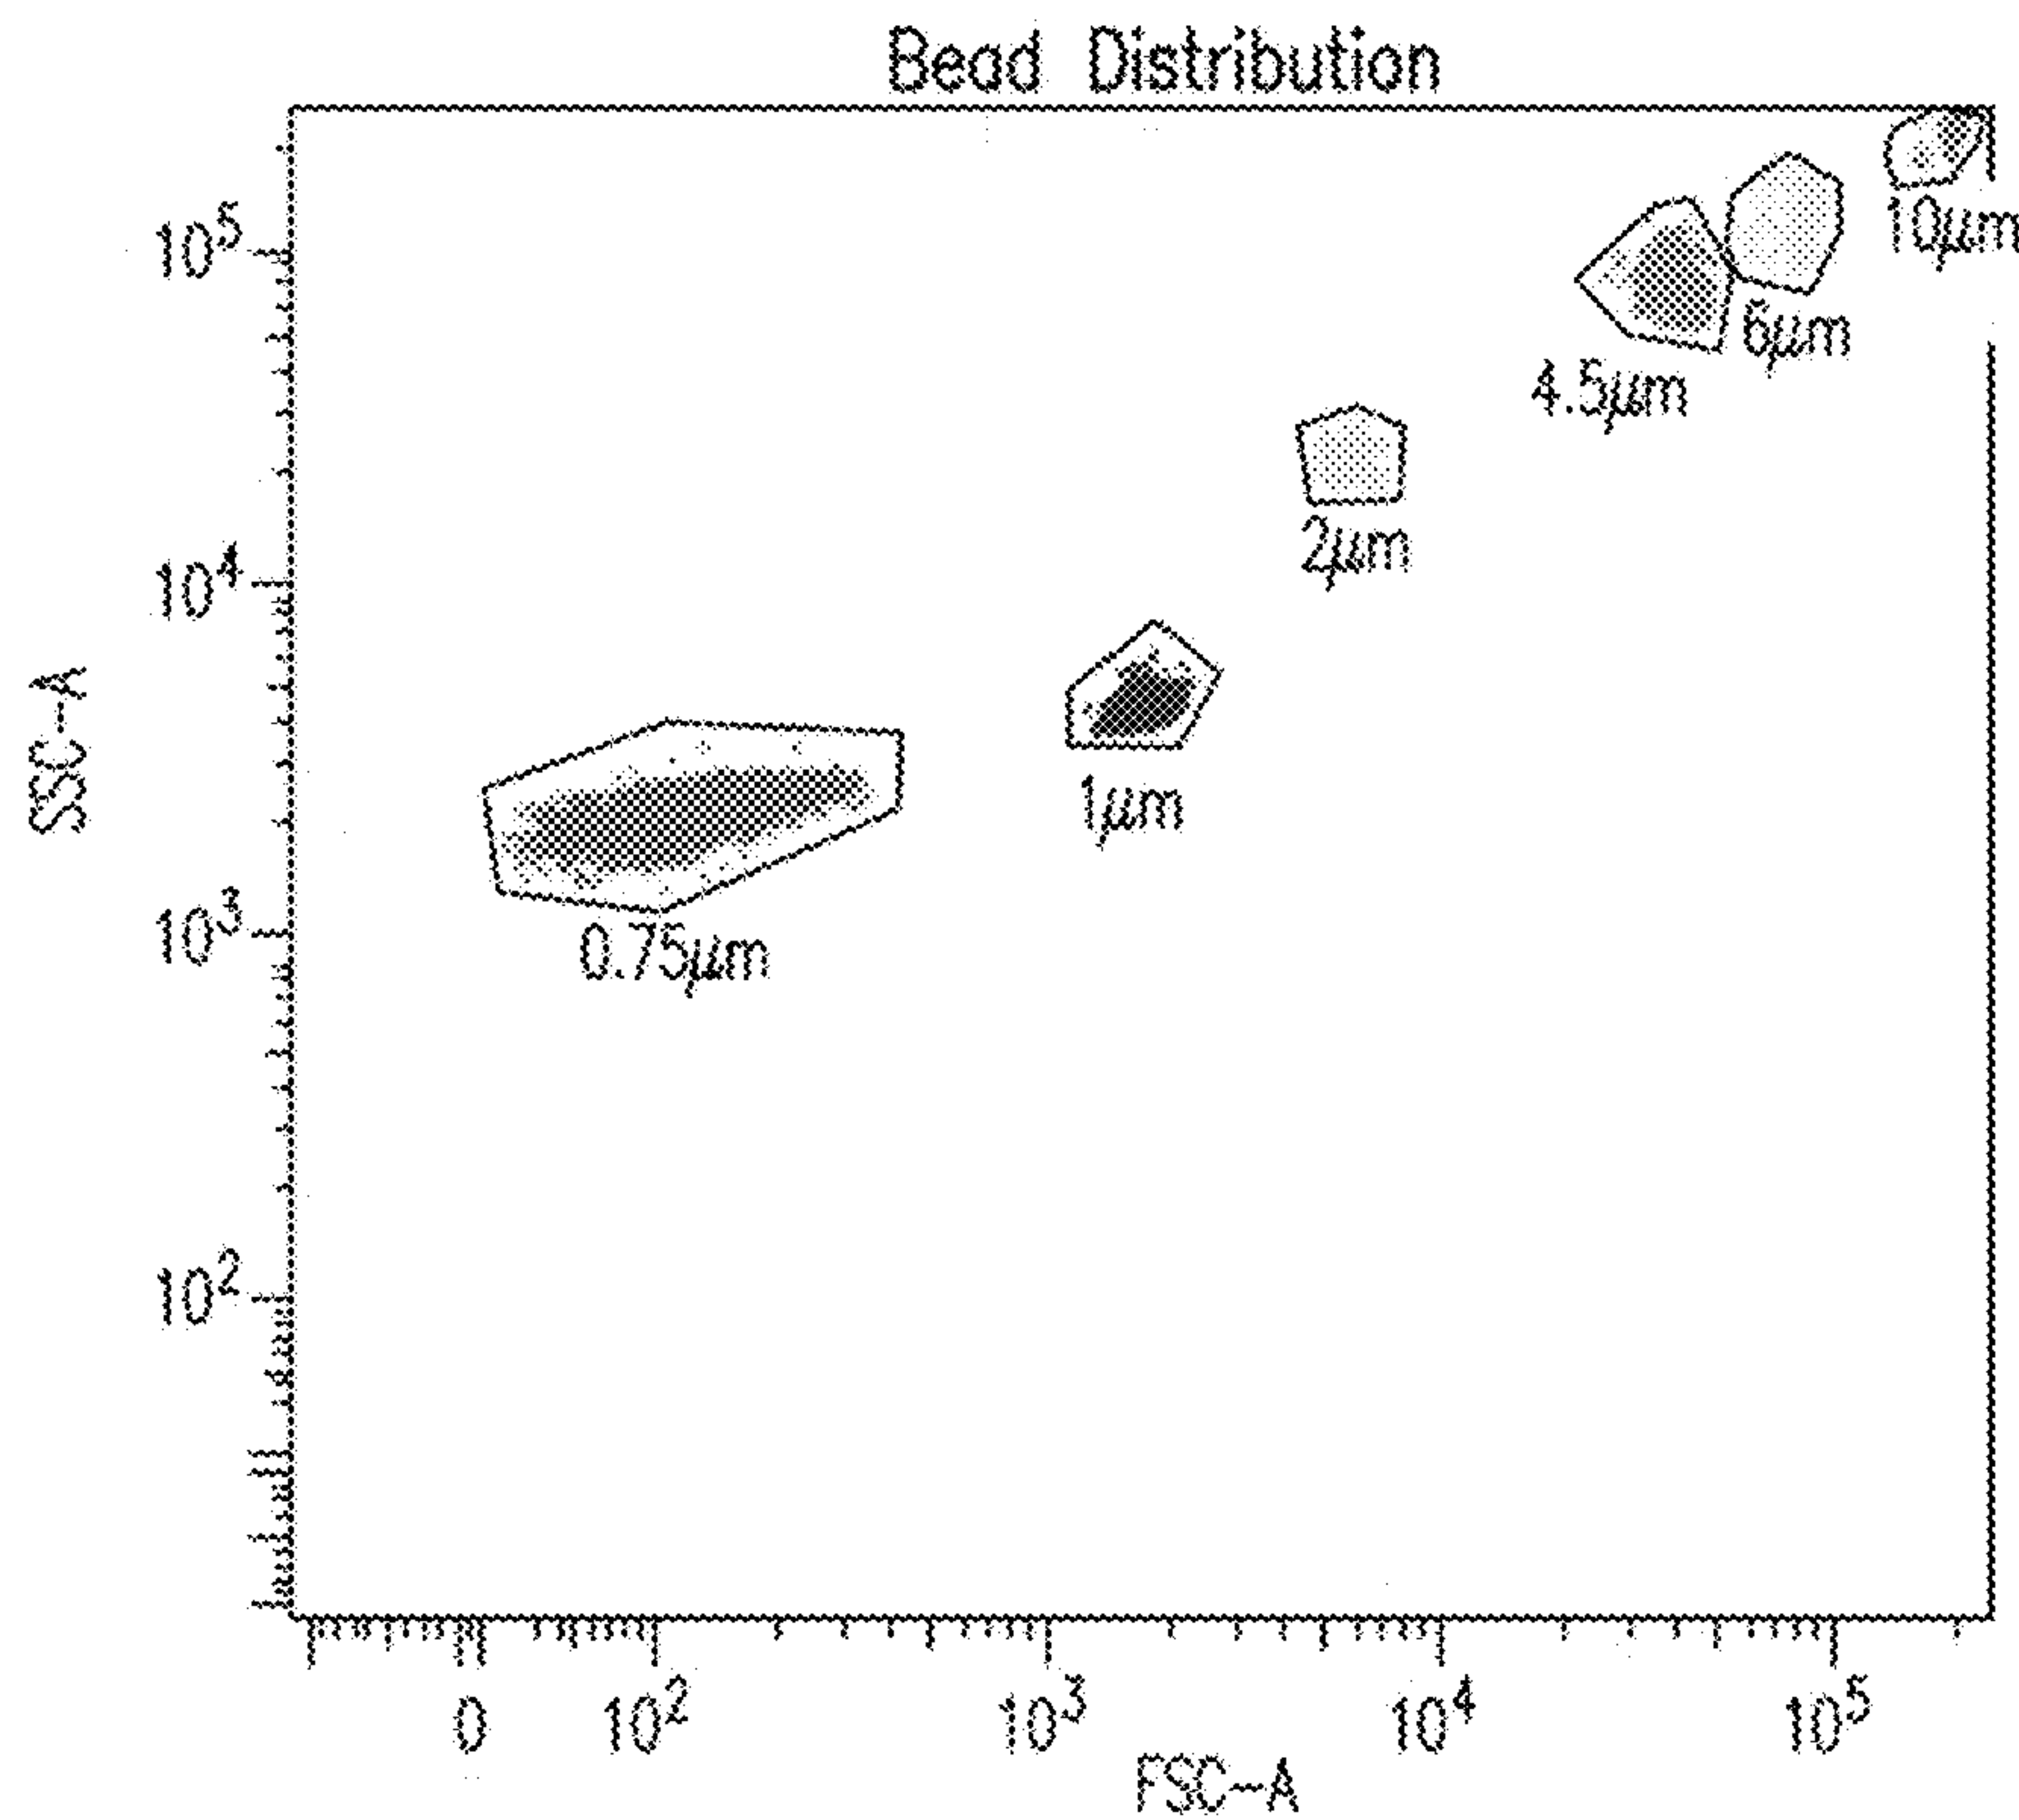 Bead Distribution
10⁵
10⁴
10³
10²
SSC-A
10μm
6μm
4.5μm
2μm
1μm
0.75μm
0 10² 10³ 10⁴ 10⁵
FSC-A